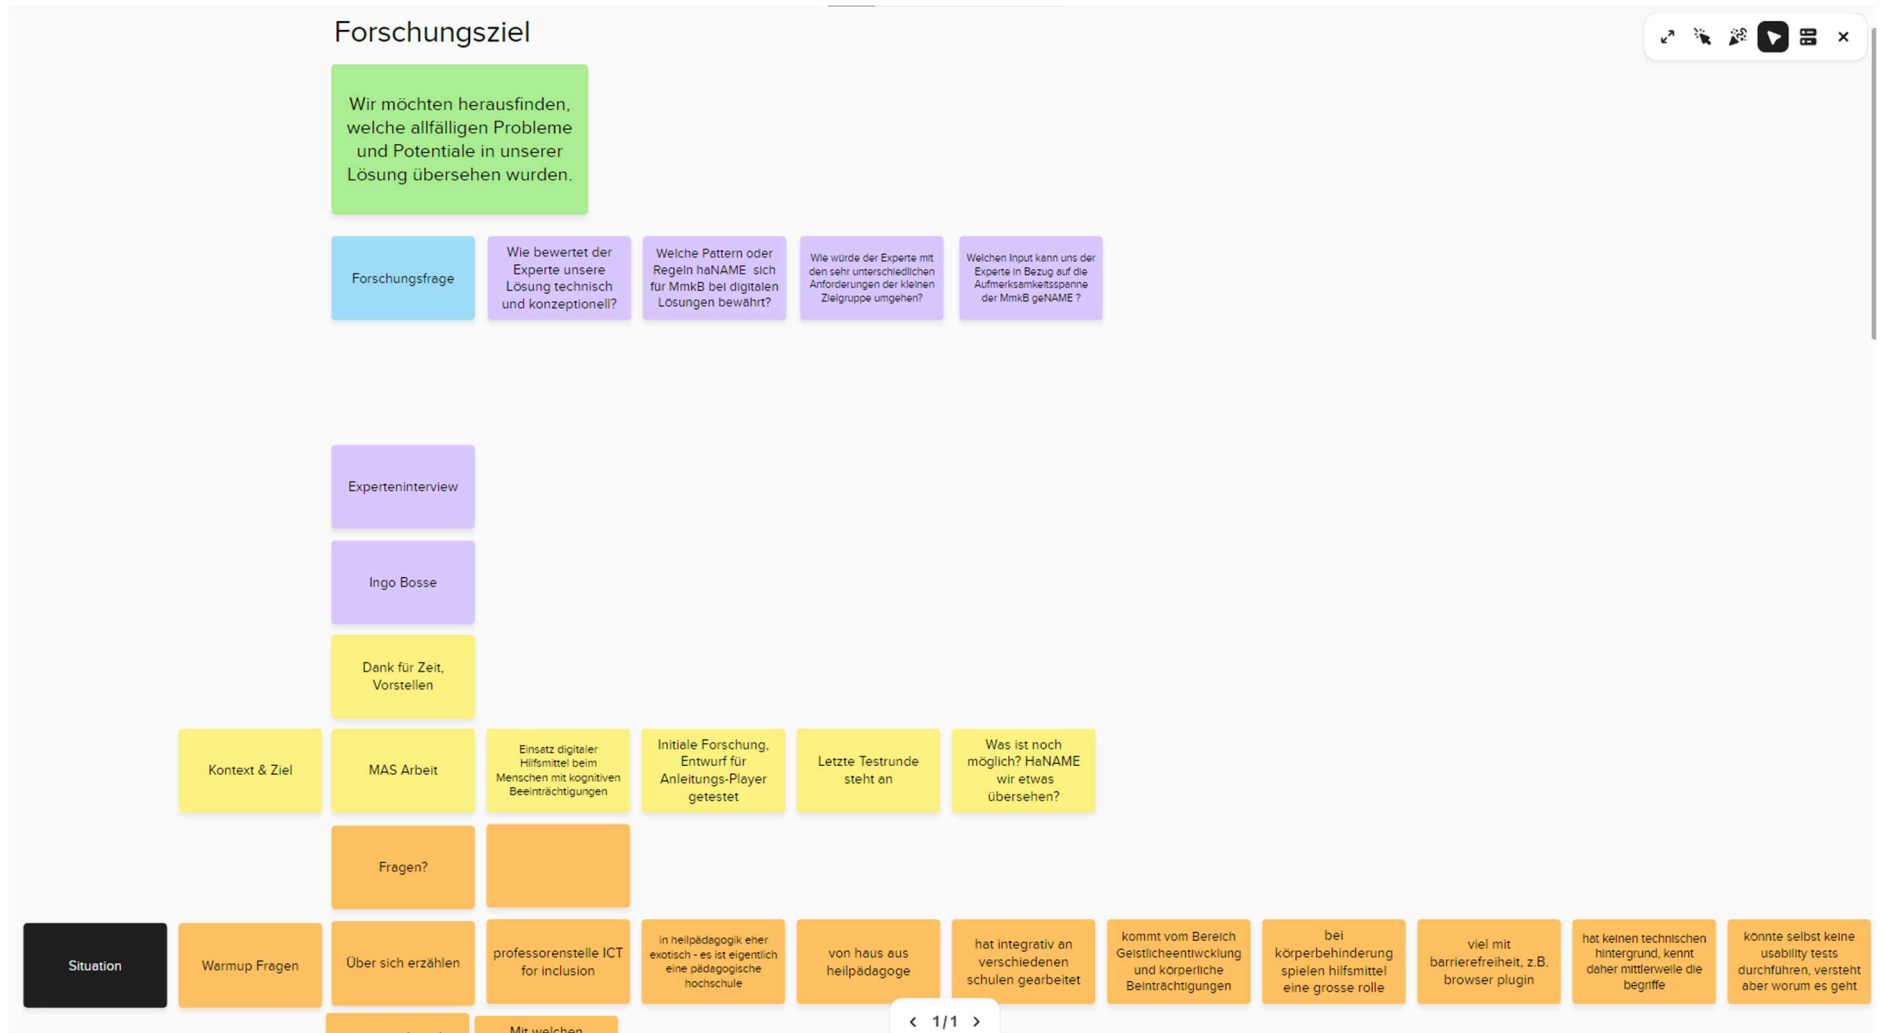 Forschungsziel
Wir möchten herausfinden,
welche allfälligen Probleme
und Potentiale in unserer
Lösung übersehen wurden.
Forschungsfrage
Wie bewertet der
Experte unsere
Lösung technisch
und konzeptionell?
Welche Pattern oder
Regeln haNAME sich
für MmkB bei digitalen
Lösungen bewährt?
Wie würde der Experte mit
den sehr unterschiedlichen
Anforderungen der kleinen
Zielgruppe umgehen?
Welchen Input kann uns der
Experte in Bezug auf die
Aufmerksamkeitsspanne
der MmkB geNAME ?
Experteninterview
Ingo Bosse
Dank für Zeit,
Vorstellen
Kontext & Ziel
MAS Arbeit
Einsatz digitaler
Hilfsmittel beim
Menschen mit kognitiven
Beeinträchtigungen
Initiale Forschung,
Entwurf für
Anleitungs-Player
getestet
Letzte Testrunde
steht an
Was ist noch
möglich? HaNAME
wir etwas
übersehen?
Fragen?
Situation
Warmup Fragen
Über sich erzählen
professorenstelle ICT
for inclusion
in heilpädagogik eher
exotisch - es ist eigentlich
eine pädagogische
hochschule
von haus aus
heilpädagoge
hat integrativ an
verschiedenen
schulen gearbeitet
kommt vom Bereich
Geistlicheentiwcklung
und körperliche
Beinträchtigungen
bei
körperbehinderung
spielen hilfsmittel
eine grosse rolle
viel mit
barrierefreiheit, z.B.
browser plugin
hat keinen technischen
hintergrund, kennt
daher mittlerweile die
begriffe
könnte selbst keine
usability tests
durchführen, versteht
aber worum es geht
Mit welchen
1/1